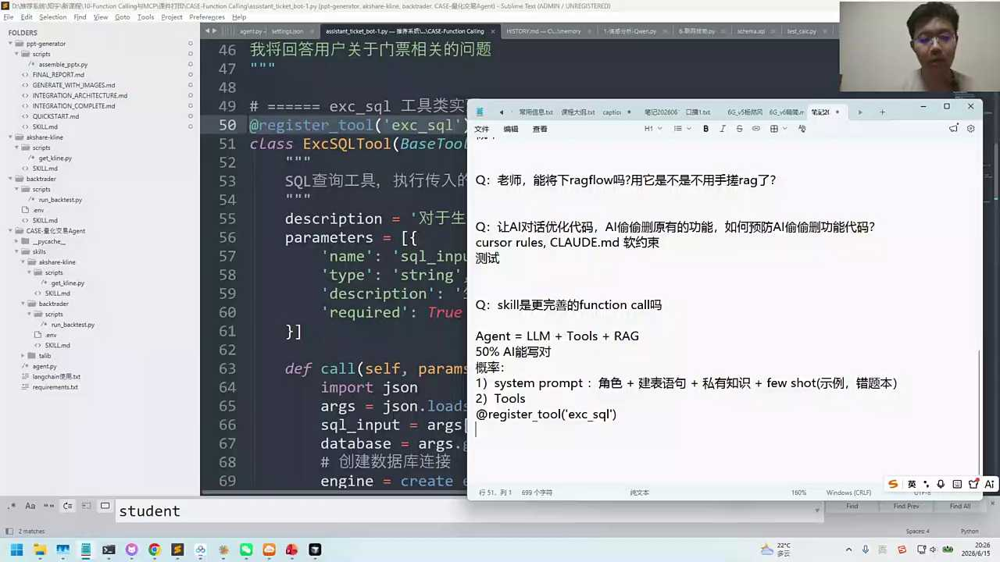 D:\推荐系统\知乎\新课程\10-Function Calling与MCP\课件打印\CASE-Function Calling\assistant_ticket_bot-1.py (ppt-generator, akshare-kline, backtrader, CASE-量化交易Agent) - Sublime Text (ADMIN / UNREGISTERED)
File Edit Selection Find View Goto Tools Project Preferences Help
FOLDERS
ppt-generator
scripts
assemble_pptx.py
FINAL_REPORT.md
GENERATE_WITH_IMAGES.md
INTEGRATION_ARCHITECTURE.md
INTEGRATION_COMPLETE.md
QUICKSTART.md
SKILL.md
akshare-kline
scripts
get_kline.py
SKILL.md
backtrader
scripts
run_backtest.py
.env
SKILL.md
CASE-量化交易Agent
__pycache__
skills
akshare-kline
scripts
get_kline.py
SKILL.md
backtrader
scripts
run_backtest.py
.env
SKILL.md
talib
agent.py
langchain使用.txt
requirements.txt
agent.py — settings.json assistant_ticket_bot-1.py — 推荐系统\...\CASE-Function Calling HISTORY.md — C\...\memory 1-情感分析-Qwen.py schema.sql test_calc.py
46 我将回答用户关于门票相关的问题
47 """
48
49 # ====== exc_sql 工具类实
50 @register_tool('exc_sql')
51 class ExcSQLTool(BaseTool
52 """
53 SQL查询工具，执行传入的
54 """
55 description = '对于生
56 parameters = [{
57 'name': 'sql_inpu
58 'type': 'string',
59 'description': '
60 'required': True
61 }]
62
63 def call(self, params
64 import json
65 args = json.loads
66 sql_input = args[
67 database = args.g
68 # 创建数据库连接
69 engine = create e
常用信息.txt 课程大纲.txt caption 笔记202606 口播1.txt 笔记20
文件 编辑 查看 H1 B I S
Q：老师，能将下ragflow吗?用它是不是不用手搓rag了?
Q：让AI对话优化代码，AI偷偷删原有的功能，如何预防AI偷偷删功能代码?
cursor rules, CLAUDE.md 软约束
测试
Q：skill是更完善的function call吗
Agent = LLM + Tools + RAG
50% AI能写对
概率：
1）system prompt ：角色 + 建表语句 + 私有知识 + few shot(示例，错题本)
2）Tools
@register_tool('exc_sql')
行 51，列 1 699 个字符 纯文本 160% Windows (CRLF) UTF-8
英
student
Find Find Prev Find All
2 matches Spaces: 4 Python
22°C
多云
20:26
2026/6/15